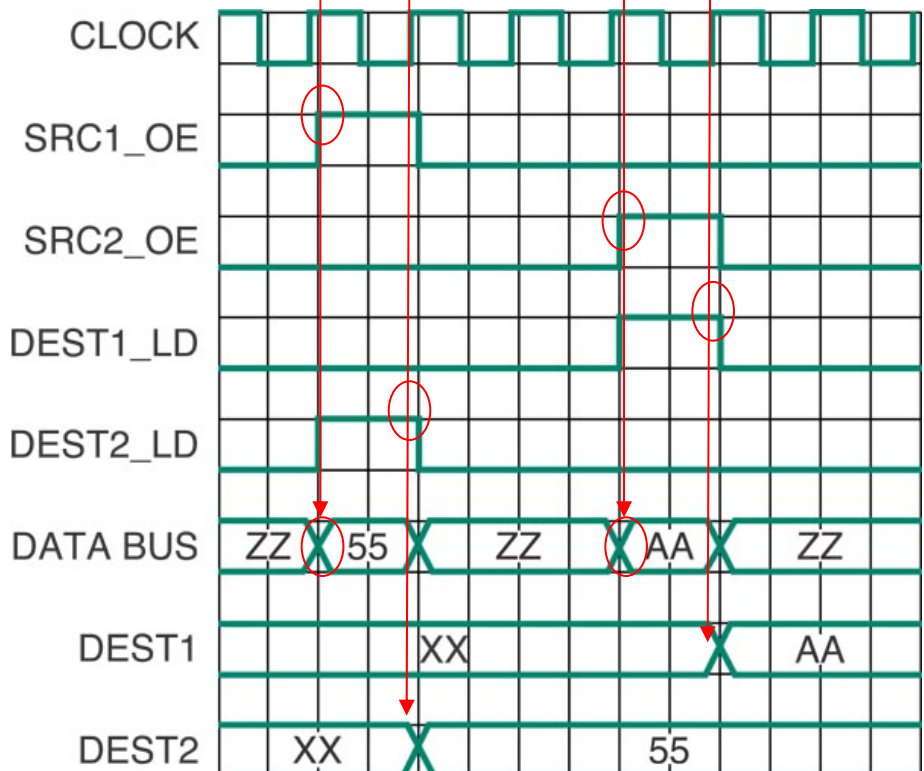 CLOCK
SRC1_OE
SRC2_OE
DEST1_LD
DEST2_LD
DATA BUS ZZ 55 ZZ AA ZZ
DEST1 XX AA
DEST2 XX 55